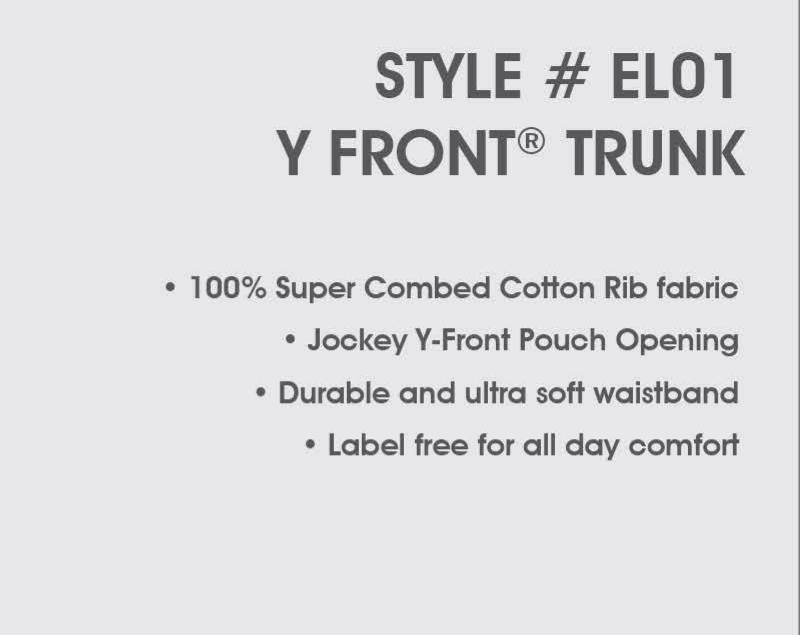 STYLE # EL01
Y FRONT® TRUNK
• 100% Super Combed Cotton Rib fabric
• Jockey Y-Front Pouch Opening
• Durable and ultra soft waistband
• Label free for all day comfort